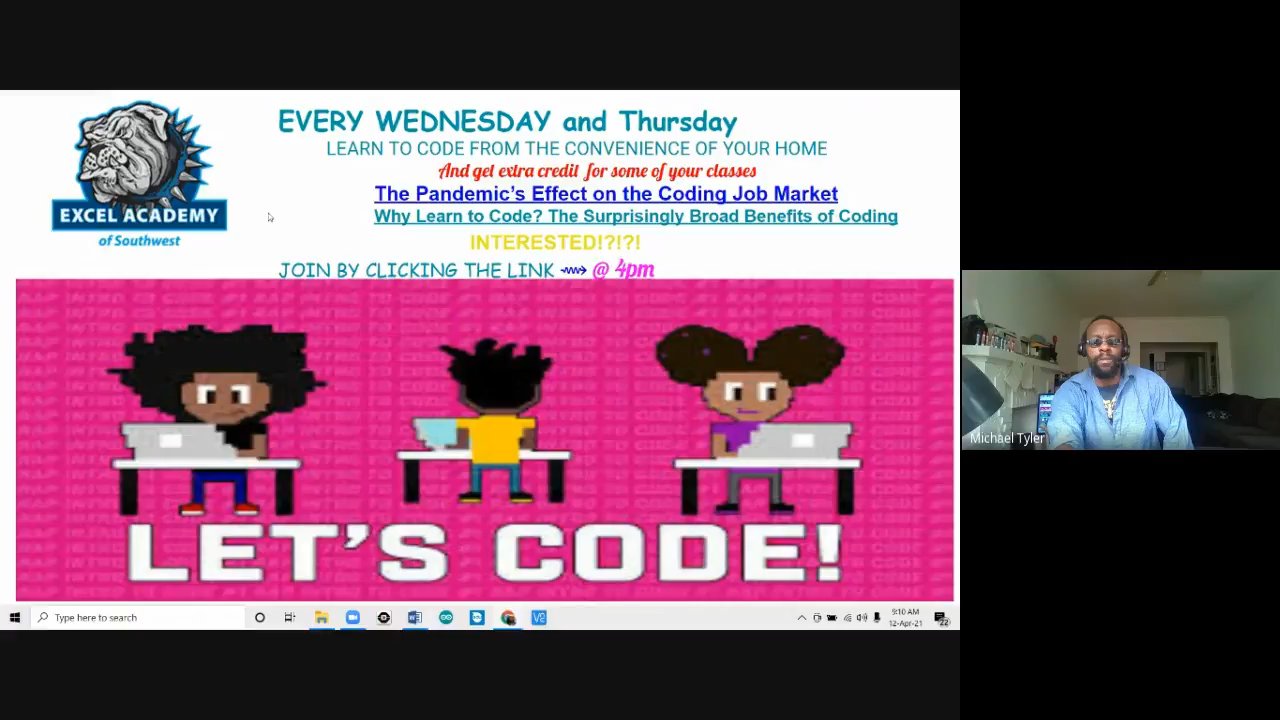 EXCEL ACADEMY
of Southwest
EVERY WEDNESDAY and Thursday
LEARN TO CODE FROM THE CONVENIENCE OF YOUR HOME
And get extra credit for some of your classes
The Pandemic's Effect on the Coding Job Market
Why Learn to Code? The Surprisingly Broad Benefits of Coding
INTERESTED!?!?!
JOIN BY CLICKING THE LINK ⟿ @ 4pm
LET'S CODE!
Michael Tyler
Type here to search
9:10 AM
12-Apr-21
22